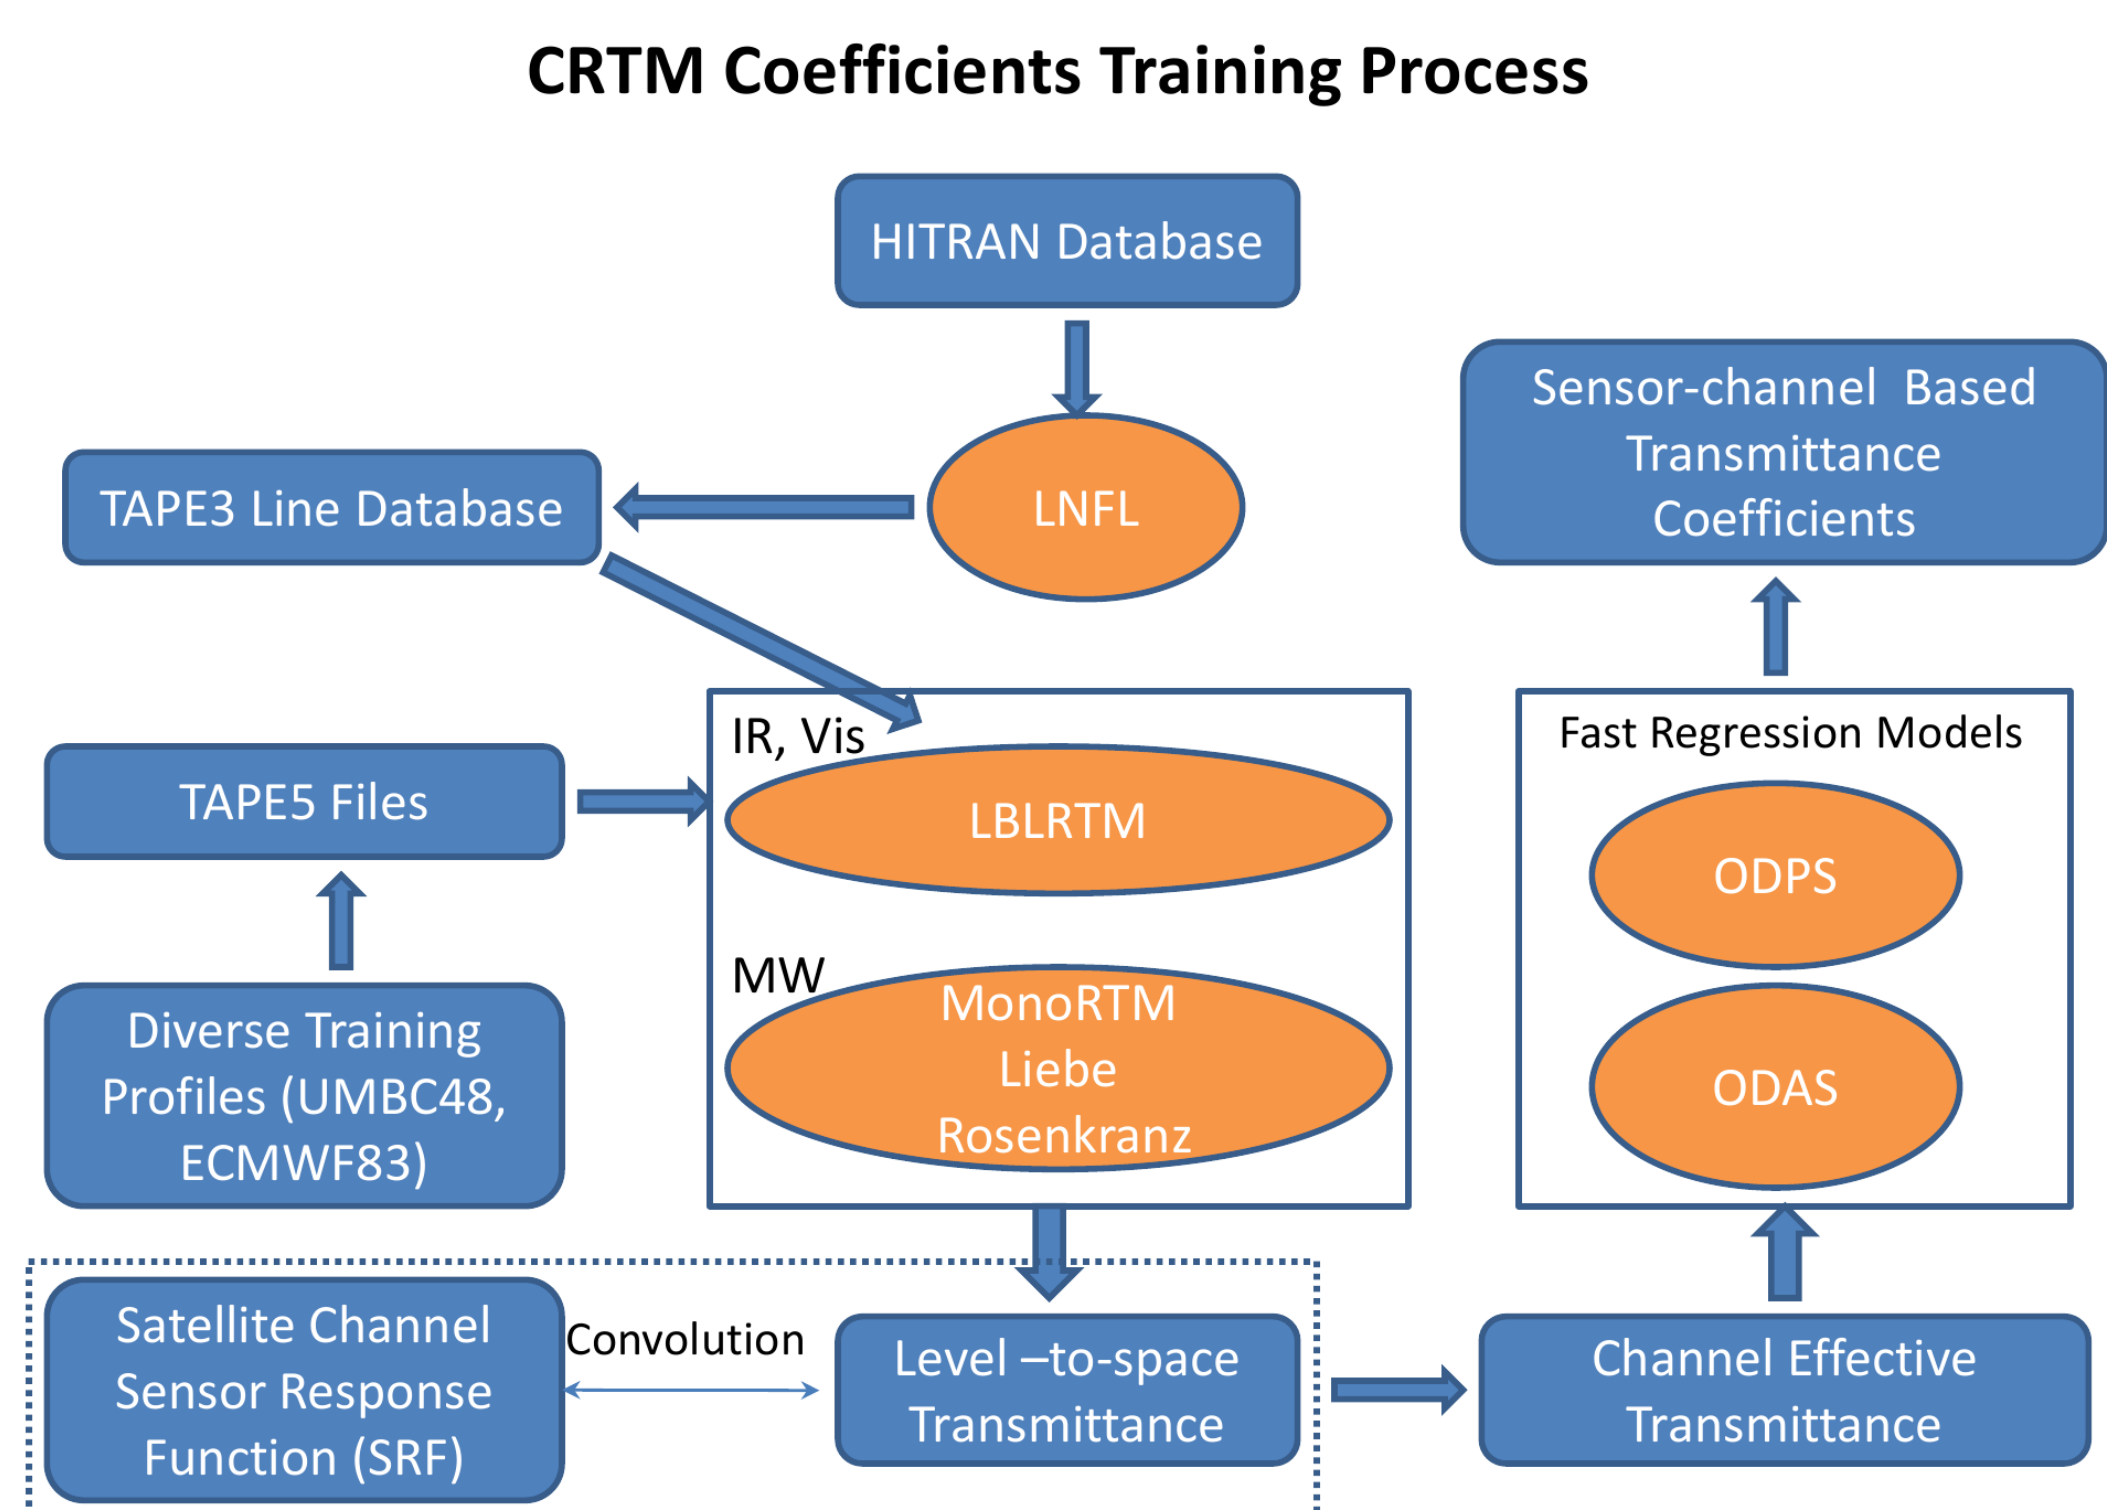 CRTM Coefficients Training Process
HITRAN Database
LNFL
TAPE3 Line Database
Sensor-channel  Based
Transmittance
Coefficients
IR, Vis
LBLRTM
TAPE5 Files
MW
MonoRTM
Liebe
Rosenkranz
Diverse Training
Profiles (UMBC48,
ECMWF83)
Fast Regression Models
ODPS
ODAS
Satellite Channel
Sensor Response
Function (SRF)
Convolution
Level –to-space
Transmittance
Channel Effective
Transmittance